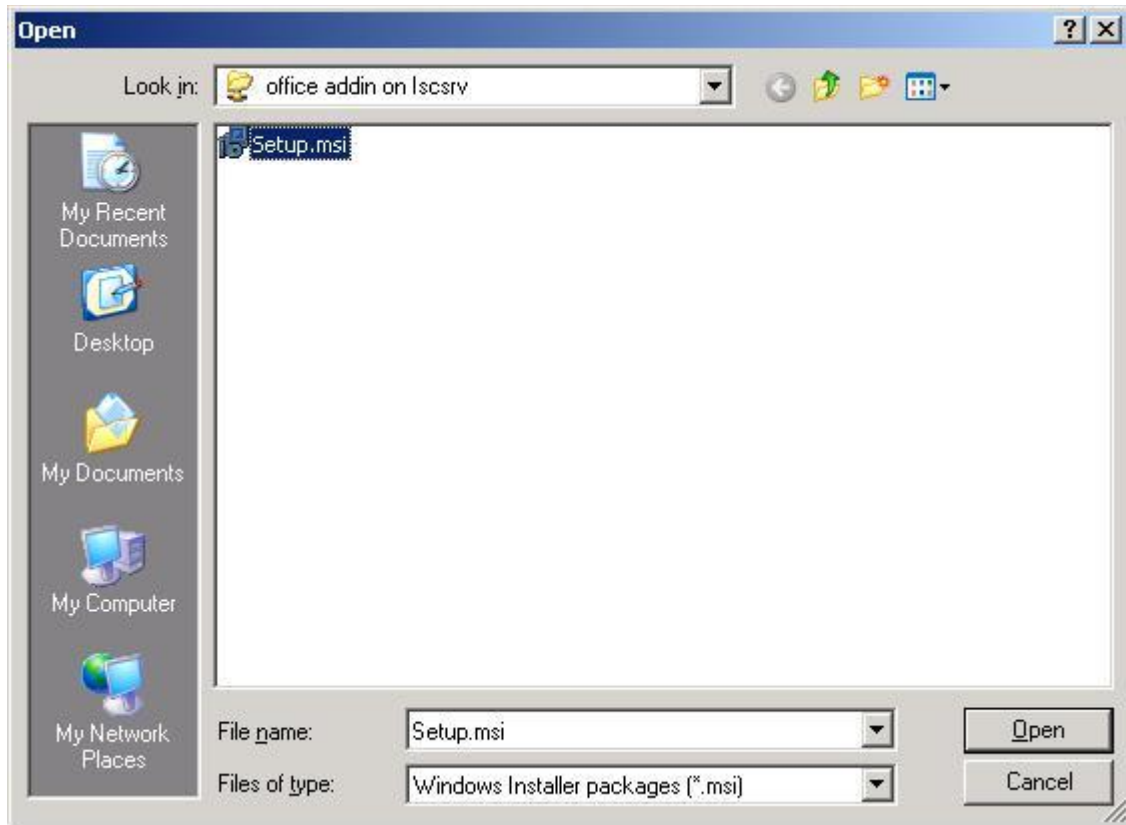 Open
Look in:
office addin on lscsrv
Setup.msi
My Recent
Documents
Desktop
My Documents
My Computer
My Network
Places
File name:
Setup.msi
Open
Files of type:
Windows Installer packages (*.msi)
Cancel